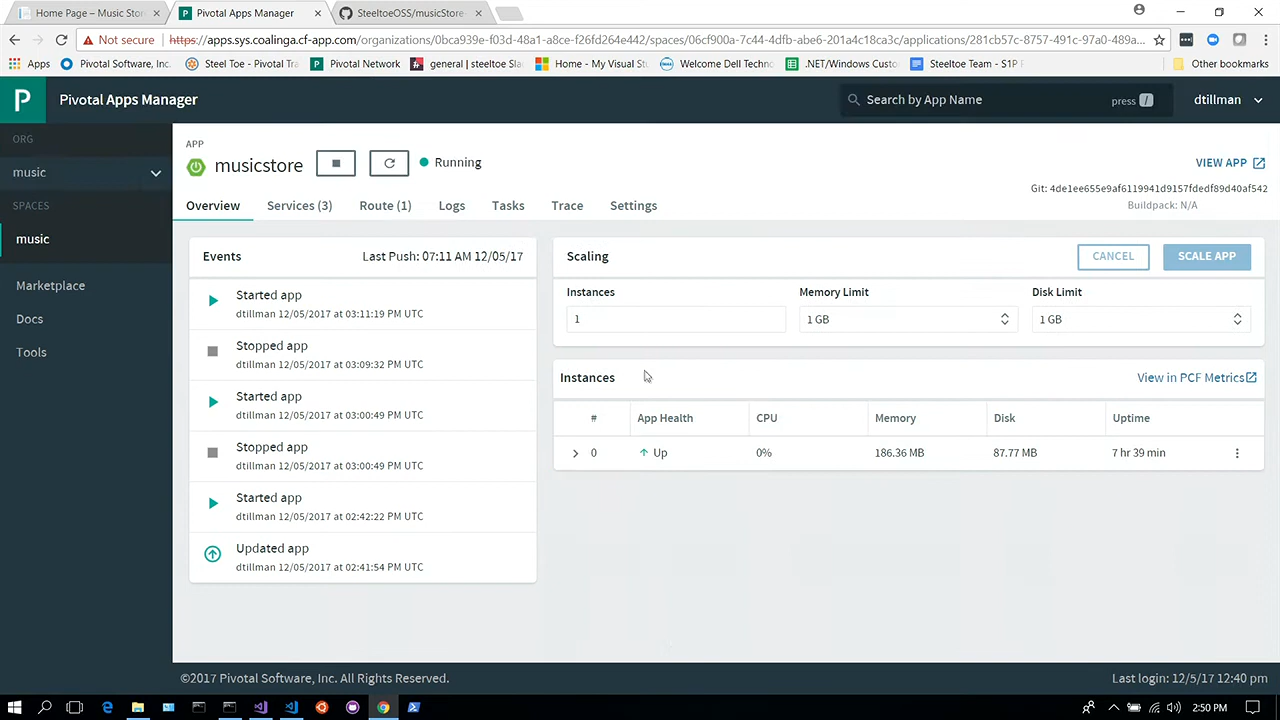 Home Page – Music Stor
Pivotal Apps Manager
SteeltoeOSS/musicStore-
Not secure
https://apps.sys.coalinga.cf-app.com/organizations/0bca939e-f03d-48a1-a8ce-f26fd264e442/spaces/06cf900a-7c44-4dfb-abe6-201a4c18ca3c/applications/281cb57c-8757-491c-97a0-489a...
Apps
Pivotal Software, Inc.
Steel Toe - Pivotal Tra
Pivotal Network
general | steeltoe Slac
Home - My Visual St
Welcome Dell Techno
.NET/Windows Custo
Steeltoe Team - S1P P
Other bookmarks
P
Pivotal Apps Manager
Search by App Name
press /
dtillman
ORG
music
SPACES
music
Marketplace
Docs
Tools
APP
musicstore
Running
VIEW APP
Git: 4de1ee655e9af6119941d9157fdedf89d40af542
Buildpack: N/A
Overview
Services (3)
Route (1)
Logs
Tasks
Trace
Settings
Events
Last Push: 07:11 AM 12/05/17
Started app
dtillman 12/05/2017 at 03:11:19 PM UTC
Stopped app
dtillman 12/05/2017 at 03:09:32 PM UTC
Started app
dtillman 12/05/2017 at 03:00:49 PM UTC
Stopped app
dtillman 12/05/2017 at 03:00:49 PM UTC
Started app
dtillman 12/05/2017 at 02:42:22 PM UTC
Updated app
dtillman 12/05/2017 at 02:41:54 PM UTC
Scaling
CANCEL
SCALE APP
Instances
Memory Limit
Disk Limit
1
1 GB
1 GB
Instances
View in PCF Metrics
#
App Health
CPU
Memory
Disk
Uptime
0
Up
0%
186.36 MB
87.77 MB
7 hr 39 min
©2017 Pivotal Software, Inc. All Rights Reserved.
Last login: 12/5/17 12:40 pm
2:50 PM